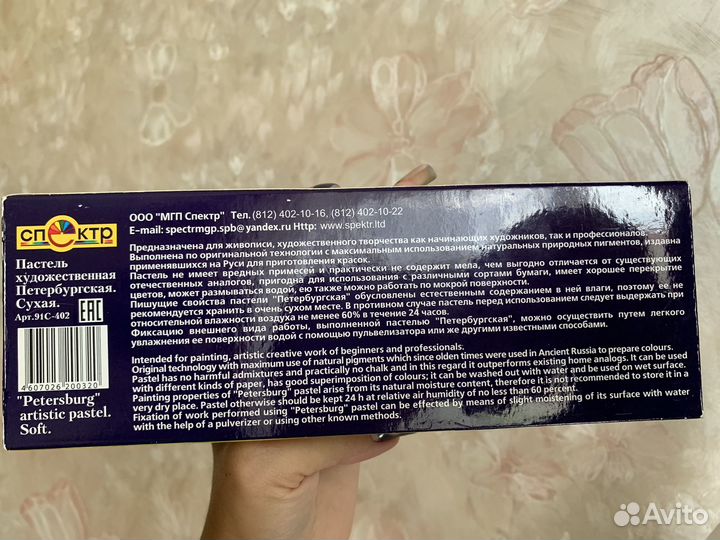 спектр
Пастель
художественная
Петербургская.
Сухая.
Арт.91С-402
ЕАС
4607026 200320
"Petersburg"
artistic pastel.
Soft.
ООО "МГП Спектр" Тел. (812) 402-10-16, (812) 402-10-22
E-mail: spectrmgp.spb@yandex.ru Http: www.spektr.ltd
Предназначена для живописи, художественного творчества как начинающих художников, так и профессионалов.
Выполнена по оригинальной технологии с максимальным использованием натуральных природных пигментов, издавна
применявшихся на Руси для приготовления красок.
Пастель не имеет вредных примесей и практически не содержит мела, чем выгодно отличается от существующих
отечественных аналогов, пригодна для использования с различными сортами бумаги, имеет хорошее перекрытие
цветов, может размываться водой, ею также можно работать по мокрой поверхности.
Пишущие свойства пастели "Петербургская" обусловлены естественным содержанием в ней влаги, поэтому ее не
рекомендуется хранить в очень сухом месте. В противном случае пастель перед использованием следует выдержать при
относительной влажности воздуха не менее 60% в течение 24 часов.
Фиксацию внешнего вида работы, выполненной пастелью "Петербургская", можно осуществить путем легкого
увлажнения ее поверхности водой с помощью пульвелизатора или же другими известными способами.
Intended for painting, artistic creative work of beginners and professionals.
Original technology with maximum use of natural pigments which since olden times were used in Ancient Russia to prepare colours.
Pastel has no harmful admixtures and practically no chalk and in this regard it outperforms existing home analogs. It can be used
with different kinds of paper, has good superimposition of colours; it can be washed out with water and be used on wet surface.
Painting properties of "Petersburg" pastel arise from its natural moisture content, therefore it is not recommended to store it in a
very dry place. Pastel otherwise should be kept 24 h at relative air humidity of no less than 60 percent.
Fixation of work performed using "Petersburg" pastel can be effected by means of slight moistening of its surface with water
with the help of a pulverizer or using other known methods.
Avito